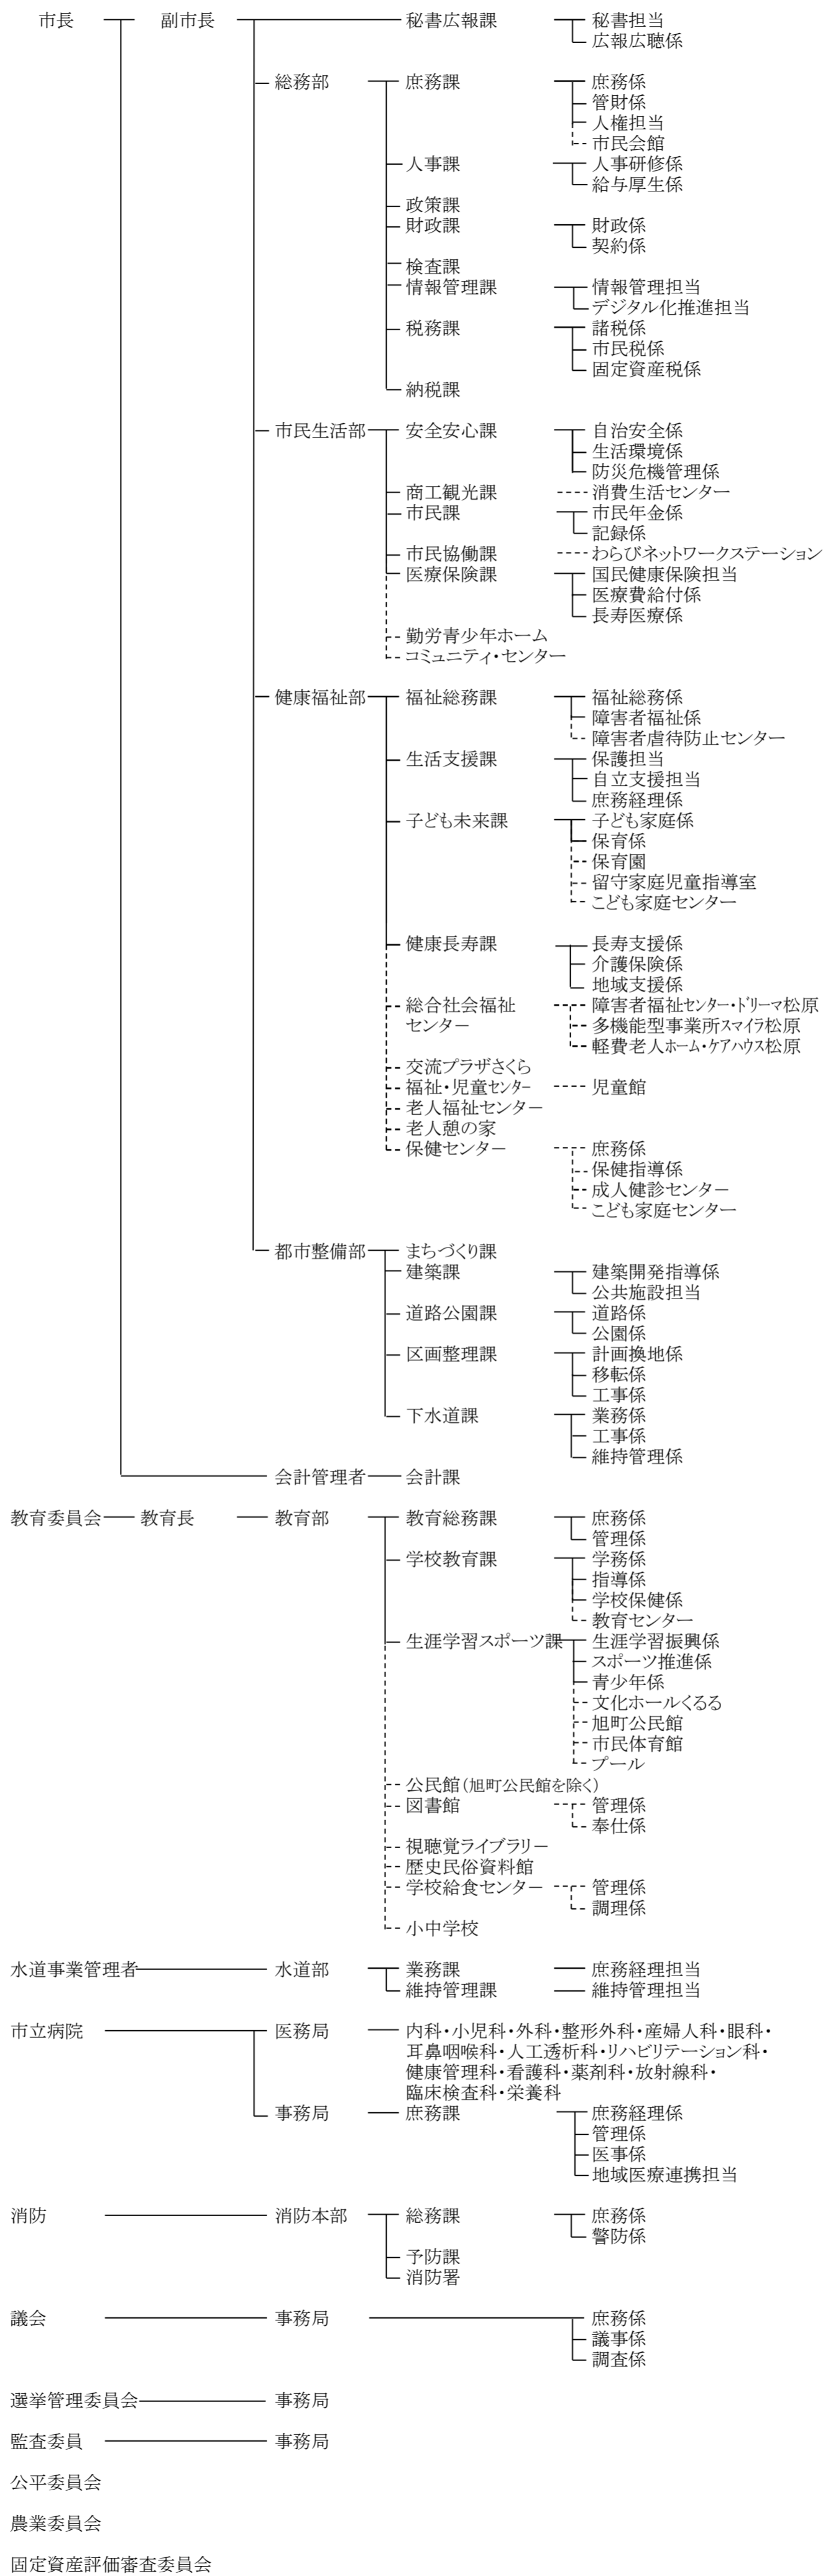 市長 副市長 秘書広報課 秘書担当
広報広聴係
総務部 庶務課 庶務係
管財係
人権担当
市民会館
人事課 人事研修係
給与厚生係
政策課
財政課 財政係
契約係
検査課
情報管理課 情報管理担当
デジタル化推進担当
税務課 諸税係
市民税係
固定資産税係
納税課
市民生活部 安全安心課 自治安全係
生活環境係
防災危機管理係
商工観光課 消費生活センター
市民課 市民年金係
記録係
市民協働課 わらびネットワークステーション
医療保険課 国民健康保険担当
医療費給付係
長寿医療係
勤労青少年ホーム
コミュニティ・センター
健康福祉部 福祉総務課 福祉総務係
障害者福祉係
障害者虐待防止センター
生活支援課 保護担当
自立支援担当
庶務経理係
子ども未来課 子ども家庭係
保育係
保育園
留守家庭児童指導室
こども家庭センター
健康長寿課 長寿支援係
介護保険係
地域支援係
総合社会福祉 障害者福祉センター・ドリーマ松原
センター 多機能型事業所スマイラ松原
軽費老人ホーム・ケアハウス松原
交流プラザさくら
福祉・児童センター 児童館
老人福祉センター
老人憩の家
保健センター 庶務係
保健指導係
成人健診センター
こども家庭センター
都市整備部 まちづくり課
建築課 建築開発指導係
公共施設担当
道路公園課 道路係
公園係
区画整理課 計画換地係
移転係
工事係
下水道課 業務係
工事係
維持管理係
会計管理者 会計課
教育委員会 教育長 教育部 教育総務課 庶務係
管理係
学校教育課 学務係
指導係
学校保健係
教育センター
生涯学習スポーツ課 生涯学習振興係
スポーツ推進係
青少年係
文化ホールくるる
旭町公民館
市民体育館
プール
公民館(旭町公民館を除く)
図書館 管理係
奉仕係
視聴覚ライブラリー
歴史民俗資料館
学校給食センター 管理係
調理係
小中学校
水道事業管理者 水道部 業務課 庶務経理担当
維持管理課 維持管理担当
市立病院 医務局 内科・小児科・外科・整形外科・産婦人科・眼科・
耳鼻咽喉科・人工透析科・リハビリテーション科・
健康管理科・看護科・薬剤科・放射線科・
臨床検査科・栄養科
事務局 庶務課 庶務経理係
管理係
医事係
地域医療連携担当
消防 消防本部 総務課 庶務係
警防係
予防課
消防署
議会 事務局 庶務係
議事係
調査係
選挙管理委員会 事務局
監査委員 事務局
公平委員会
農業委員会
固定資産評価審査委員会